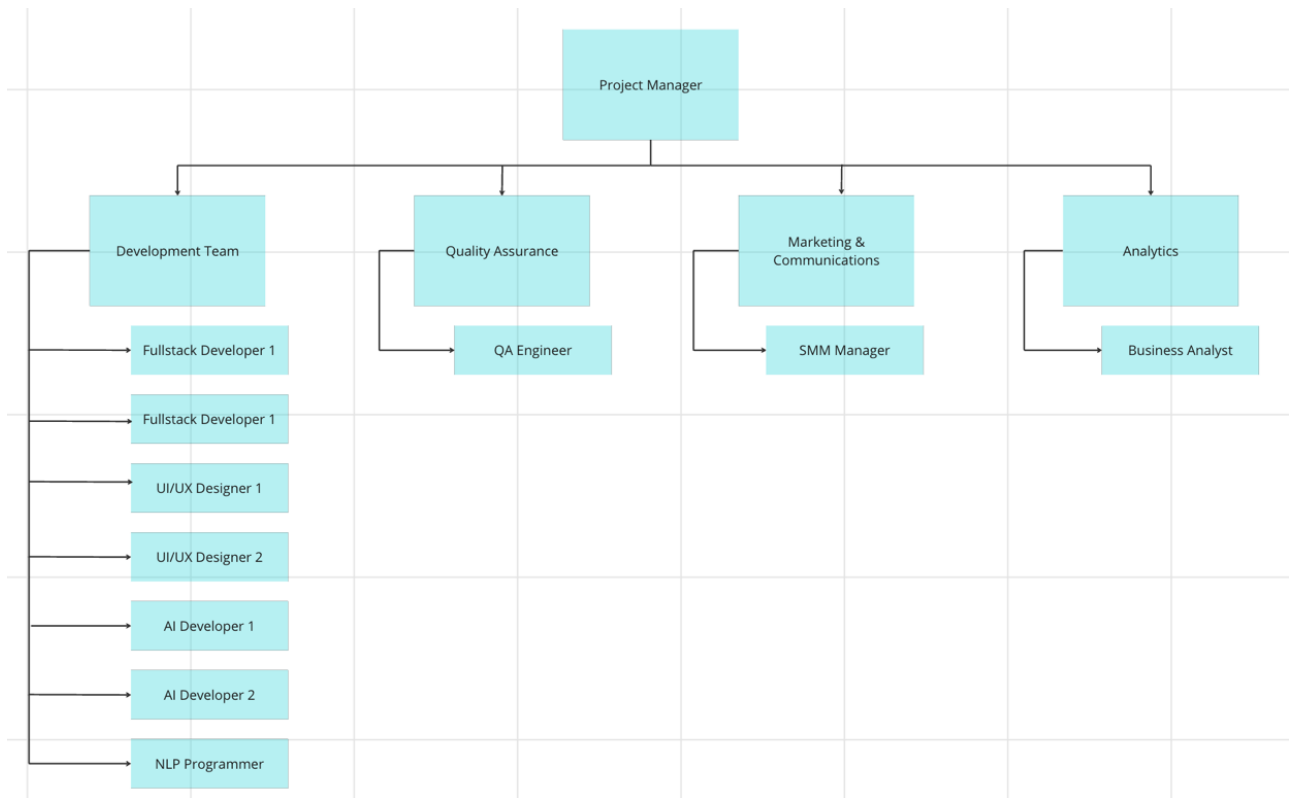 Project Manager
Development Team
Quality Assurance
Marketing &
Communications
Analytics
Fullstack Developer 1
QA Engineer
SMM Manager
Business Analyst
Fullstack Developer 1
UI/UX Designer 1
UI/UX Designer 2
AI Developer 1
AI Developer 2
NLP Programmer